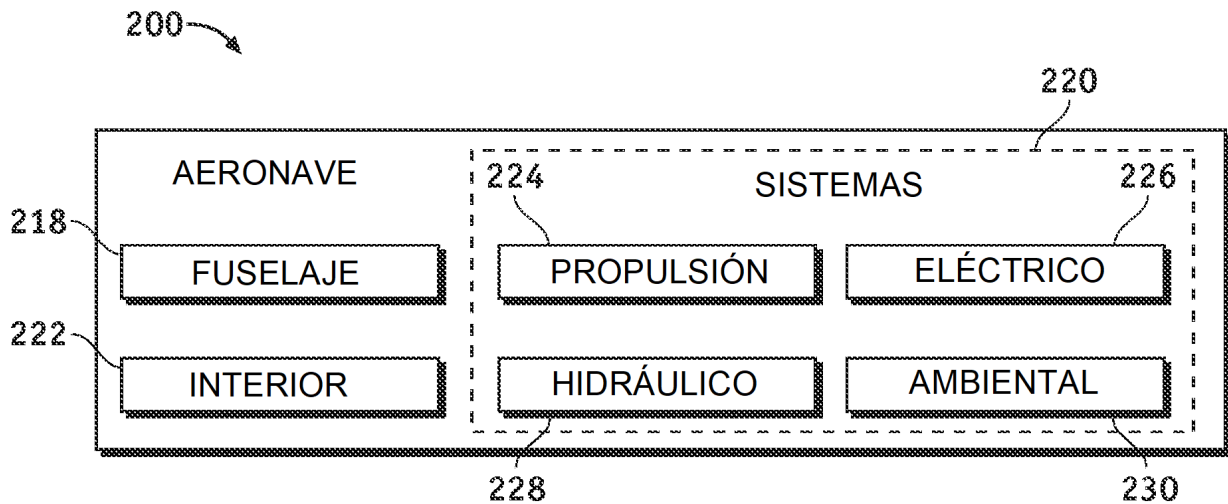 200
220
AERONAVE
224
SISTEMAS
226
218
FUSELAJE
PROPULSIÓN
ELÉCTRICO
222
INTERIOR
HIDRÁULICO
AMBIENTAL
228
230